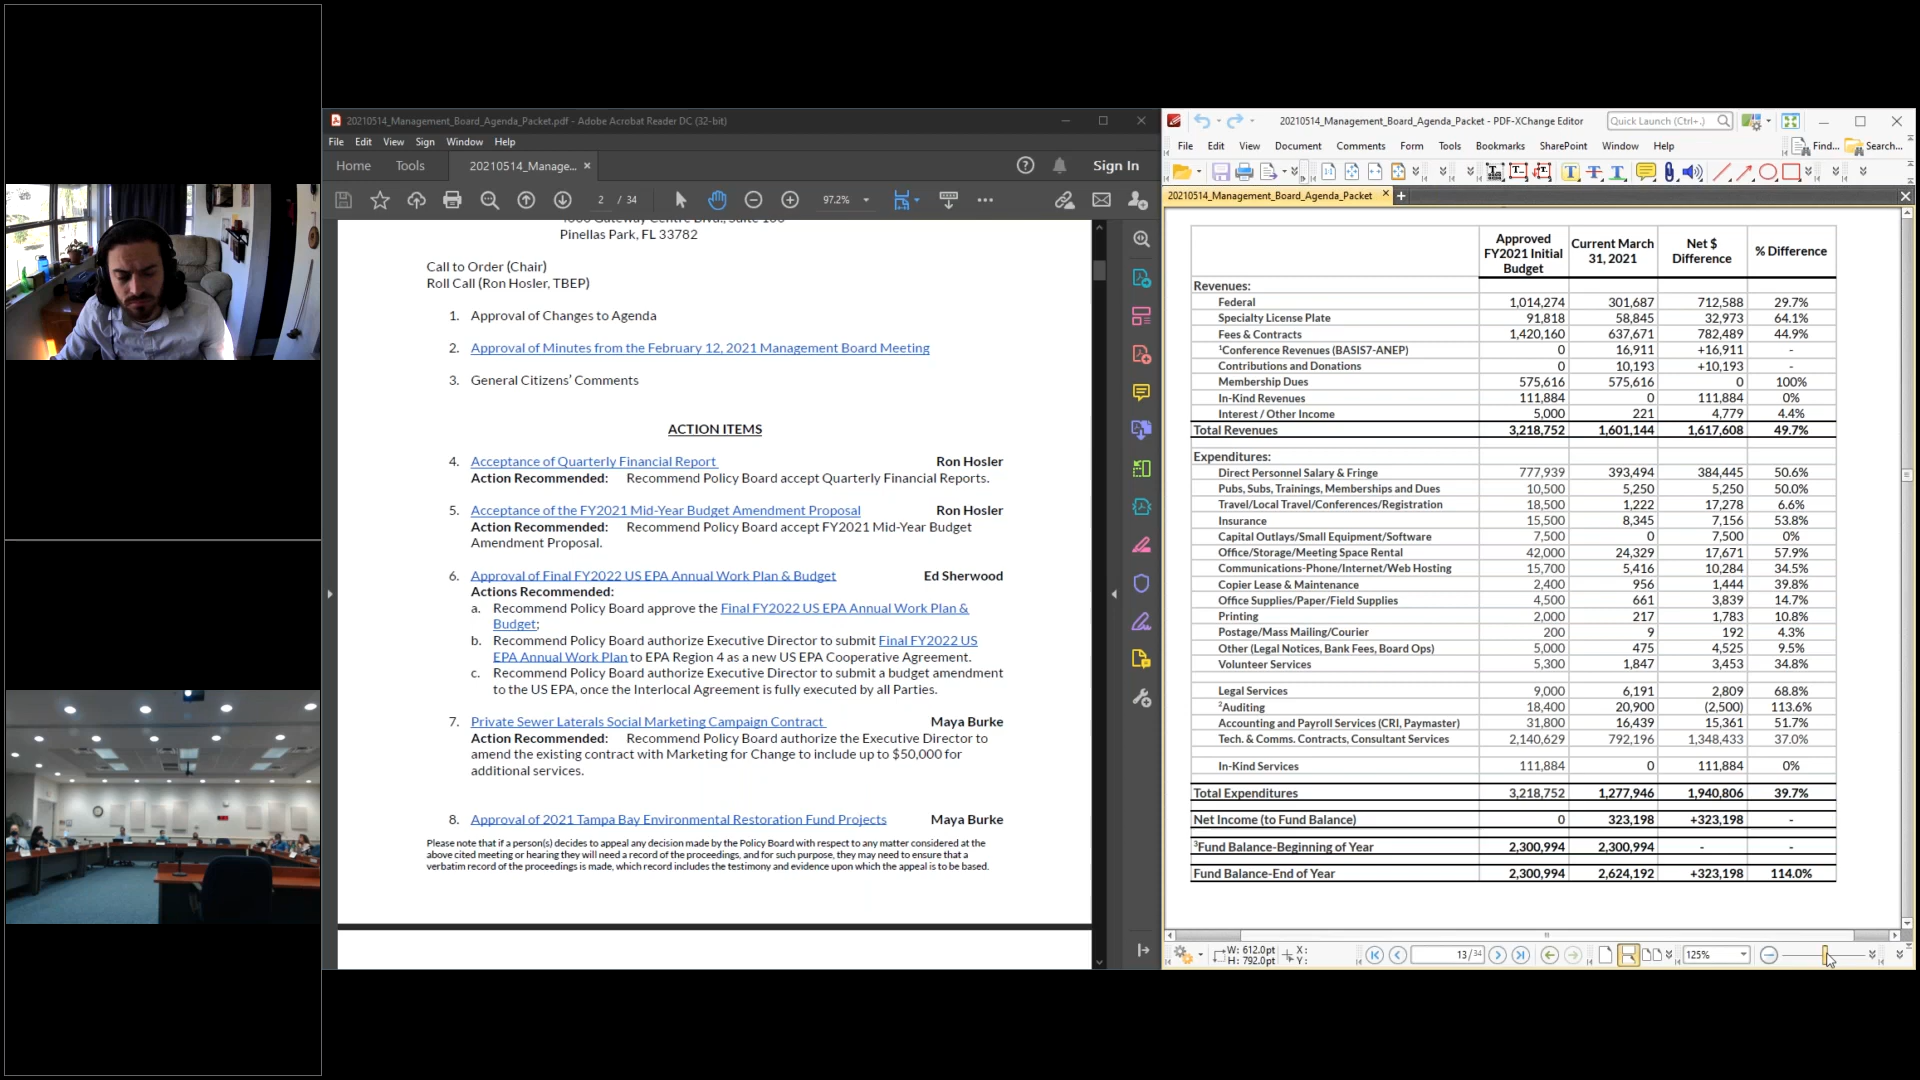 20210514_Management_Board_Agenda_Packet.pdf - Adobe Acrobat Reader DC (32-bit)
File Edit View Sign Window Help
Home Tools 20210514_Manage... × Sign In
2 / 34 97.2%
Pinellas Park, FL 33782
Call to Order (Chair)
Roll Call (Ron Hosler, TBEP)
1. Approval of Changes to Agenda
2. Approval of Minutes from the February 12, 2021 Management Board Meeting
3. General Citizens’ Comments
ACTION ITEMS
4. Acceptance of Quarterly Financial Report Ron Hosler
Action Recommended: Recommend Policy Board accept Quarterly Financial Reports.
5. Acceptance of the FY2021 Mid-Year Budget Amendment Proposal Ron Hosler
Action Recommended: Recommend Policy Board accept FY2021 Mid-Year Budget
Amendment Proposal.
6. Approval of Final FY2022 US EPA Annual Work Plan & Budget Ed Sherwood
Actions Recommended:
a. Recommend Policy Board approve the Final FY2022 US EPA Annual Work Plan &
Budget;
b. Recommend Policy Board authorize Executive Director to submit Final FY2022 US
EPA Annual Work Plan to EPA Region 4 as a new US EPA Cooperative Agreement.
c. Recommend Policy Board authorize Executive Director to submit a budget amendment
to the US EPA, once the Interlocal Agreement is fully executed by all Parties.
7. Private Sewer Laterals Social Marketing Campaign Contract Maya Burke
Action Recommended: Recommend Policy Board authorize the Executive Director to
amend the existing contract with Marketing for Change to include up to $50,000 for
additional services.
8. Approval of 2021 Tampa Bay Environmental Restoration Fund Projects Maya Burke
Please note that if a person(s) decides to appeal any decision made by the Policy Board with respect to any matter considered at the
above cited meeting or hearing they will need a record of the proceedings, and for such purpose, they may need to ensure that a
verbatim record of the proceedings is made, which record includes the testimony and evidence upon which the appeal is to be based.
20210514_Management_Board_Agenda_Packet - PDF-XChange Editor Quick Launch (Ctrl+.)
File Edit View Document Comments Form Tools Bookmarks SharePoint Window Help Find... Search...
20210514_Management_Board_Agenda_Packet ×
Approved FY2021 Initial Budget Current March 31, 2021 Net $ Difference % Difference
Revenues:
Federal 1,014,274 301,687 712,588 29.7%
Specialty License Plate 91,818 58,845 32,973 64.1%
Fees & Contracts 1,420,160 637,671 782,489 44.9%
¹Conference Revenues (BASIS7-ANEP) 0 16,911 +16,911 -
Contributions and Donations 0 10,193 +10,193 -
Membership Dues 575,616 575,616 0 100%
In-Kind Revenues 111,884 0 111,884 0%
Interest / Other Income 5,000 221 4,779 4.4%
Total Revenues 3,218,752 1,601,144 1,617,608 49.7%
Expenditures:
Direct Personnel Salary & Fringe 777,939 393,494 384,445 50.6%
Pubs, Subs, Trainings, Memberships and Dues 10,500 5,250 5,250 50.0%
Travel/Local Travel/Conferences/Registration 18,500 1,222 17,278 6.6%
Insurance 15,500 8,345 7,156 53.8%
Capital Outlays/Small Equipment/Software 7,500 0 7,500 0%
Office/Storage/Meeting Space Rental 42,000 24,329 17,671 57.9%
Communications-Phone/Internet/Web Hosting 15,700 5,416 10,284 34.5%
Copier Lease & Maintenance 2,400 956 1,444 39.8%
Office Supplies/Paper/Field Supplies 4,500 661 3,839 14.7%
Printing 2,000 217 1,783 10.8%
Postage/Mass Mailing/Courier 200 9 192 4.3%
Other (Legal Notices, Bank Fees, Board Ops) 5,000 475 4,525 9.5%
Volunteer Services 5,300 1,847 3,453 34.8%
Legal Services 9,000 6,191 2,809 68.8%
²Auditing 18,400 20,900 (2,500) 113.6%
Accounting and Payroll Services (CRI, Paymaster) 31,800 16,439 15,361 51.7%
Tech. & Comms. Contracts, Consultant Services 2,140,629 792,196 1,348,433 37.0%
In-Kind Services 111,884 0 111,884 0%
Total Expenditures 3,218,752 1,277,946 1,940,806 39.7%
Net Income (to Fund Balance) 0 323,198 +323,198 -
³Fund Balance-Beginning of Year 2,300,994 2,300,994 - -
Fund Balance-End of Year 2,300,994 2,624,192 +323,198 114.0%
W: 612.0pt X:
H: 792.0pt Y:
13/34 125%